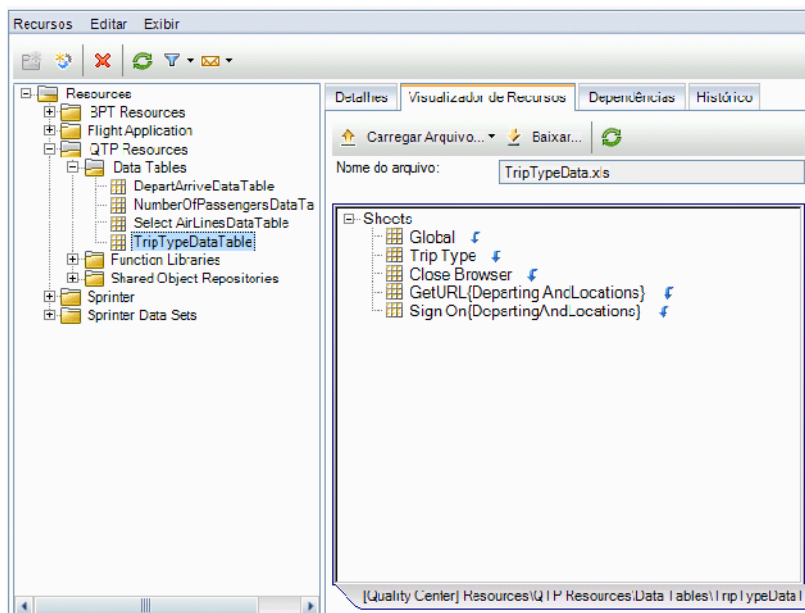 Recursos Editar Exibir
Resources
BPT Resources
Flight Application
QTP Resources
Data Tables
DepartArriveDataTable
NumberOfPassengersDataTa
Select AirLinesDataTable
TripTypeDataTable
Function Libraries
Shared Object Repositories
Sprinter
Sprinter Data Sets
Detalhes Visualizador de Recursos Dependências Histórico
Carregar Arquivo... Baixar...
Nome do arquivo: TripTypeData.xls
Sheets
Global
Trip Type
Close Browser
GetURL{Departing AndLocations}
Sign On{DepartingAndLocations}
[Quality Center] Resources\QTP Resources\Data Tables\TripTypeDataT